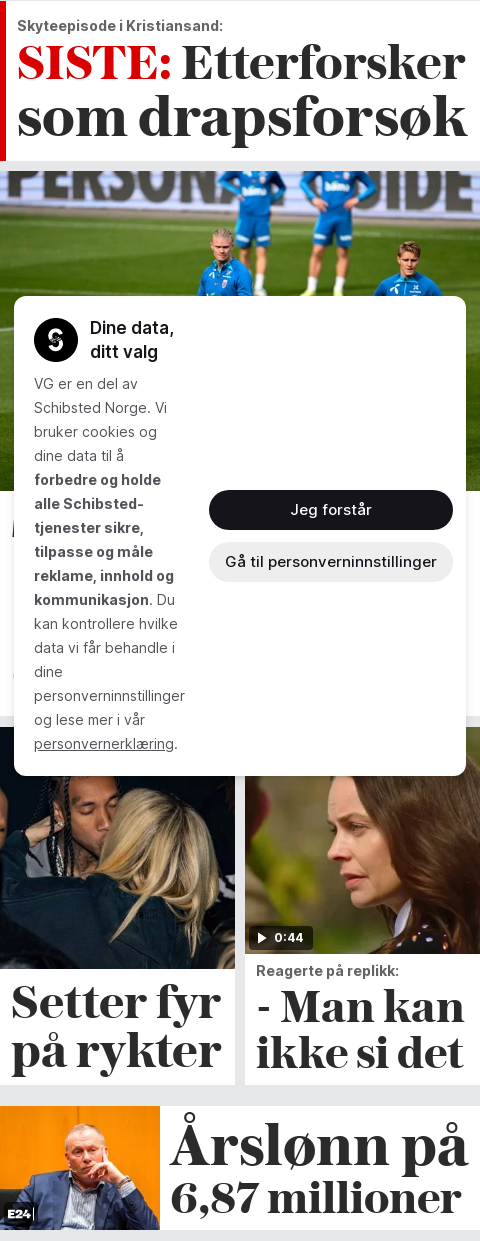 Skyteepisode i Kristiansand:
SISTE: Etterforsker
som drapsforsøk
Dine data,
ditt valg
VG er en del av
Schibsted Norge. Vi
bruker cookies og
dine data til å
forbedre og holde
alle Schibsted-
tjenester sikre,
tilpasse og måle
reklame, innhold og
kommunikasjon. Du
kan kontrollere hvilke
data vi får behandle i
dine
personverninnstillinger
og lese mer i vår
personvernerklæring.
Jeg forstår
Gå til personverninnstillinger
Setter fyr
på rykter
0:44
Reagerte på replikk:
- Man kan
ikke si det
E24
Årslønn på
6,87 millioner